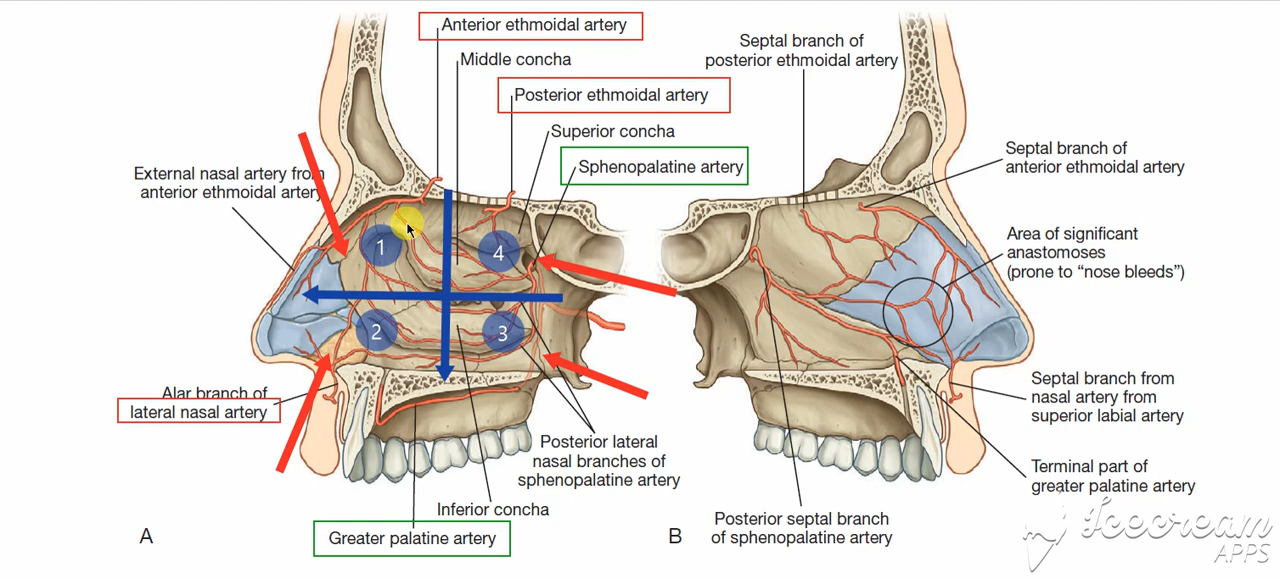 Anterior ethmoidal artery
Middle concha
Posterior ethmoidal artery
Superior concha
Sphenopalatine artery
External nasal artery from
anterior ethmoidal artery
1
4
2
3
Alar branch of
lateral nasal artery
Posterior lateral
nasal branches of
sphenopalatine artery
Inferior concha
Greater palatine artery
A
Septal branch of
posterior ethmoidal artery
Septal branch of
anterior ethmoidal artery
Area of significant
anastomoses
(prone to “nose bleeds”)
Septal branch from
nasal artery from
superior labial artery
Terminal part of
greater palatine artery
Posterior septal branch
of sphenopalatine artery
B
Icecream
APPS